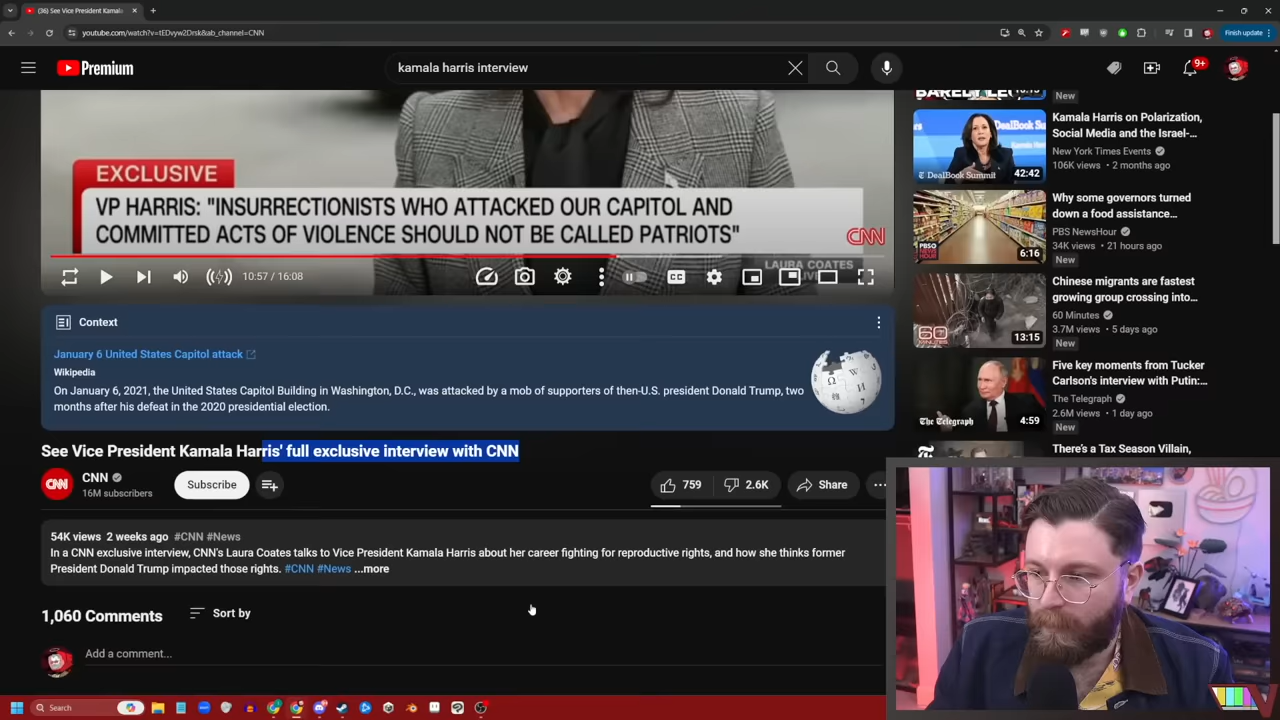 (36) See Vice President Kamala
youtube.com/watch?v=tEDvyw2Drsk&ab_channel=CNN
Finish update
Premium
kamala harris interview
9+
EXCLUSIVE
VP HARRIS: "INSURRECTIONISTS WHO ATTACKED OUR CAPITOL AND
COMMITTED ACTS OF VIOLENCE SHOULD NOT BE CALLED PATRIOTS"
CNN
LAURA COATES
10:57 / 16:08
CC
Context
January 6 United States Capitol attack
Wikipedia
On January 6, 2021, the United States Capitol Building in Washington, D.C., was attacked by a mob of supporters of then-U.S. president Donald Trump, two
months after his defeat in the 2020 presidential election.
See Vice President Kamala Harris' full exclusive interview with CNN
CNN
CNN
16M subscribers
Subscribe
759
2.6K
Share
54K views 2 weeks ago #CNN #News
In a CNN exclusive interview, CNN's Laura Coates talks to Vice President Kamala Harris about her career fighting for reproductive rights, and how she thinks former
President Donald Trump impacted those rights. #CNN #News ...more
1,060 Comments
Sort by
Add a comment...
New
DealBook Summit
42:42
Kamala Harris on Polarization,
Social Media and the Israel-...
New York Times Events
106K views • 2 months ago
6:16
Why some governors turned
down a food assistance...
PBS NewsHour
34K views • 21 hours ago
New
60
MINUTES
13:15
Chinese migrants are fastest
growing group crossing into...
60 Minutes
3.7M views • 5 days ago
New
The Telegraph
4:59
Five key moments from Tucker
Carlson's interview with Putin:...
The Telegraph
2.6M views • 1 day ago
New
There's a Tax Season Villain,
Search